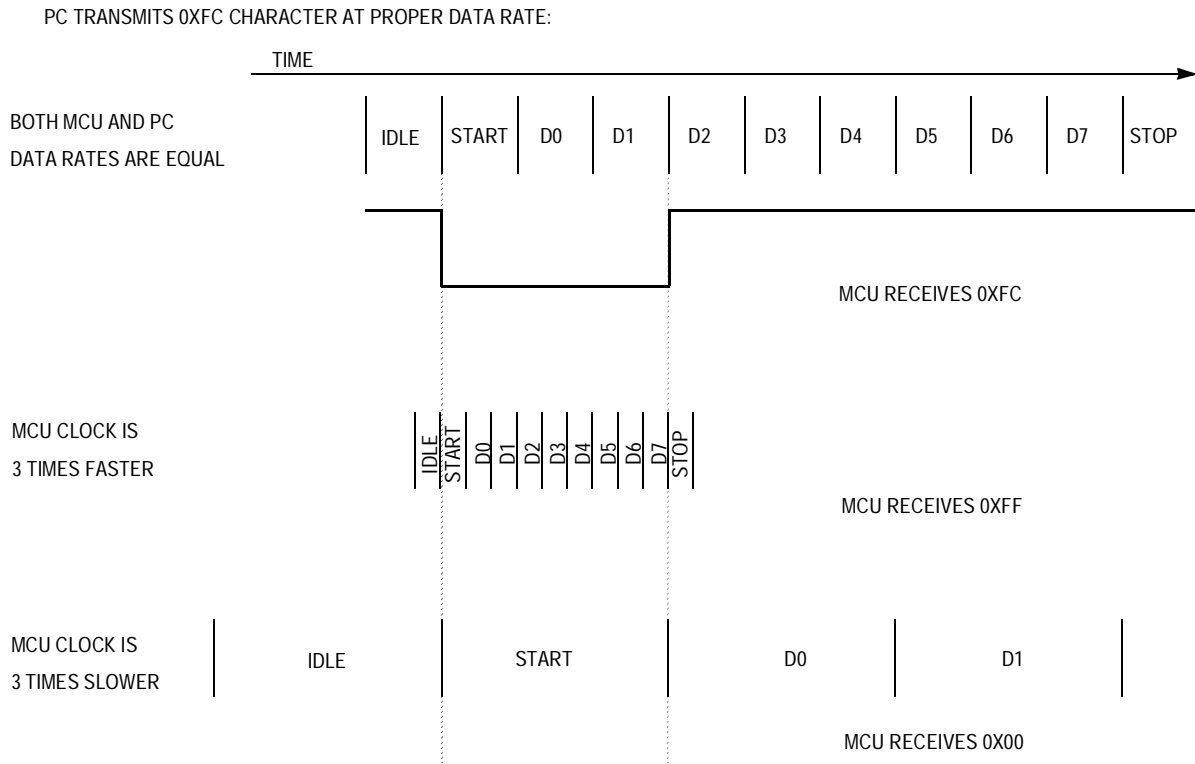 PC TRANSMITS 0XFC CHARACTER AT PROPER DATA RATE:
TIME
BOTH MCU AND PC
DATA RATES ARE EQUAL
IDLE START D0 D1 D2 D3 D4 D5 D6 D7 STOP
MCU RECEIVES 0XFC
MCU CLOCK IS
3 TIMES FASTER
IDLE START D0 D1 D2 D3 D4 D5 D6 D7 STOP
MCU RECEIVES 0XFF
MCU CLOCK IS
3 TIMES SLOWER
IDLE START D0 D1
MCU RECEIVES 0X00